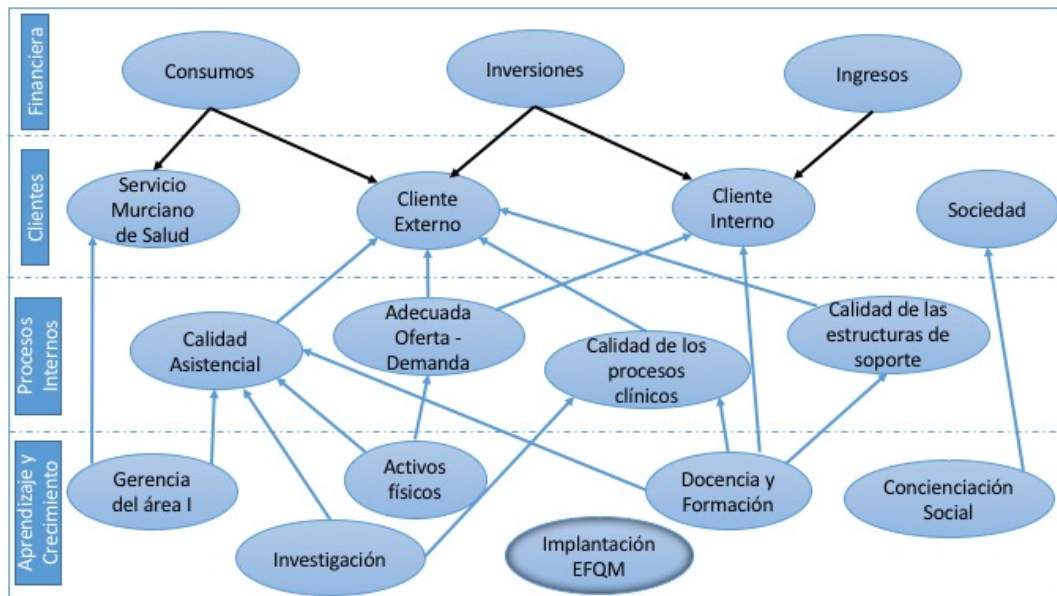 Financiera
Consumos
Inversiones
Ingresos
Clientes
Servicio
Murciano
de Salud
Cliente
Externo
Cliente
Interno
Sociedad
Procesos
Internos
Calidad
Asistencial
Adecuada
Oferta -
Demanda
Calidad de los
procesos
clínicos
Calidad de las
estructuras de
soporte
Aprendizaje y
Crecimiento
Gerencia
del área I
Activos
físicos
Docencia y
Formación
Concienciación
Social
Investigación
Implantación
EFQM